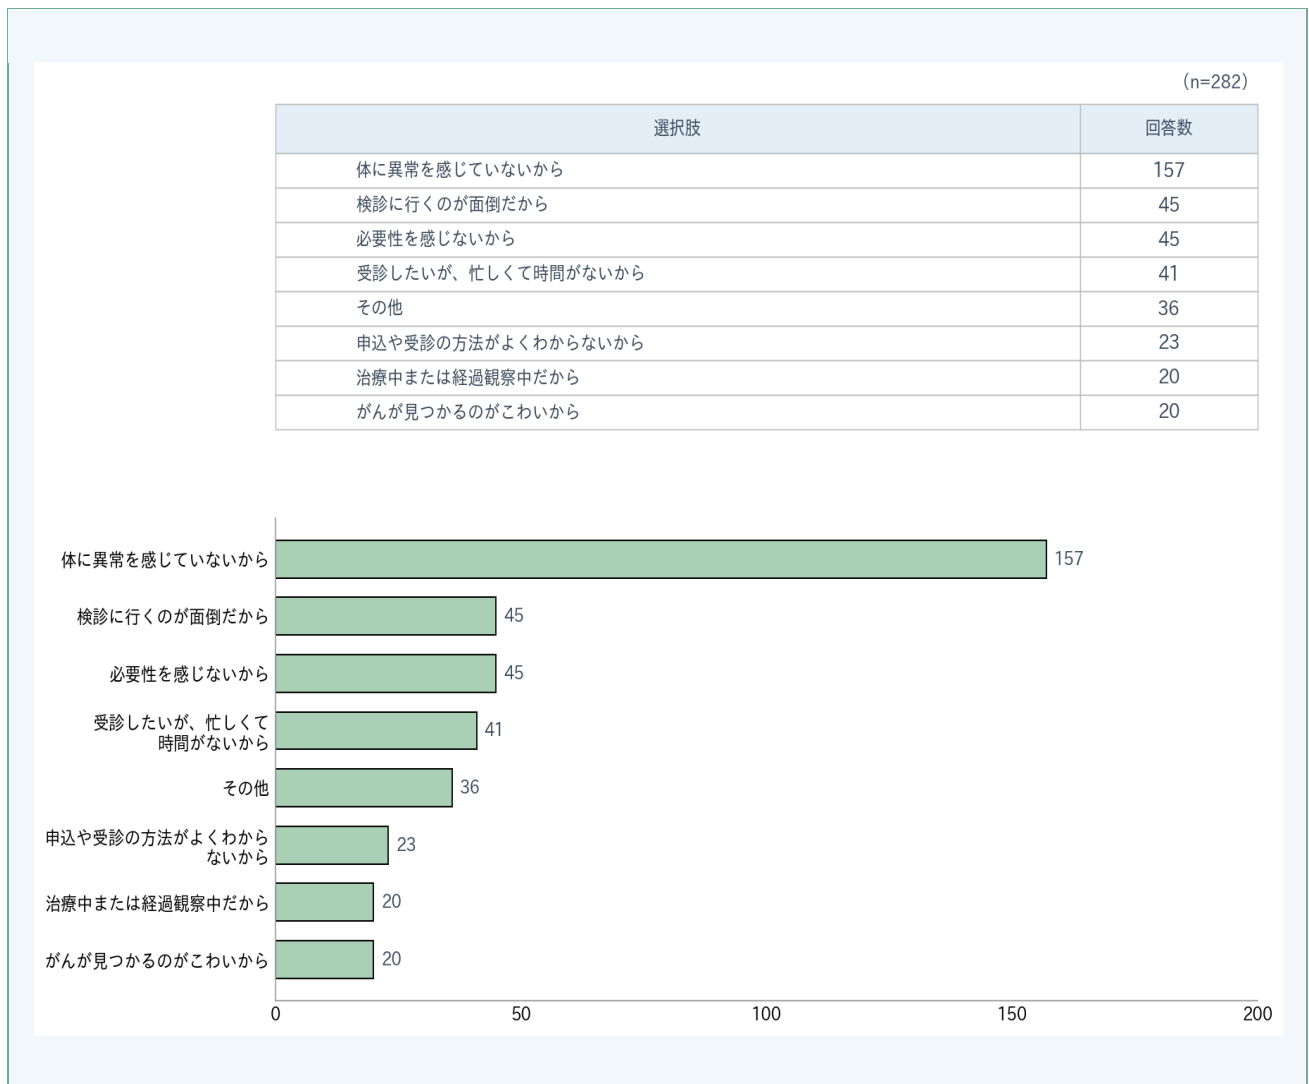 （n=282）
選択肢 回答数
体に異常を感じていないから 157
検診に行くのが面倒だから 45
必要性を感じないから 45
受診したいが、忙しくて時間がないから 41
その他 36
申込や受診の方法がよくわからないから 23
治療中または経過観察中だから 20
がんが見つかるのがこわいから 20
体に異常を感じていないから 157
検診に行くのが面倒だから 45
必要性を感じないから 45
受診したいが、忙しくて
時間がないから 41
その他 36
申込や受診の方法がよくわから
ないから 23
治療中または経過観察中だから 20
がんが見つかるのがこわいから 20
0 50 100 150 200